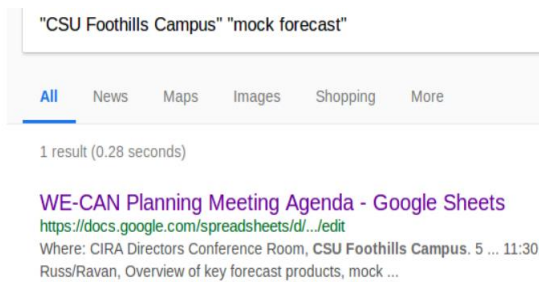 "CSU Foothills Campus" "mock forecast"
All News Maps Images Shopping More
1 result (0.28 seconds)
WE-CAN Planning Meeting Agenda - Google Sheets
https://docs.google.com/spreadsheets/d/.../edit
Where: CIRA Directors Conference Room, CSU Foothills Campus. 5 ... 11:30
Russ/Ravan, Overview of key forecast products, mock ...